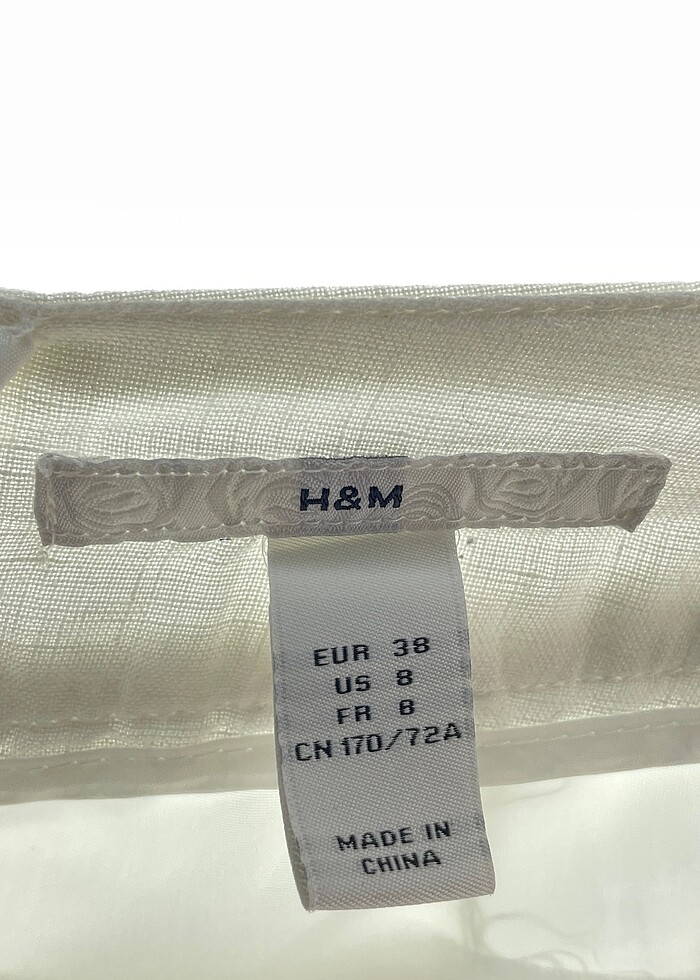 H&M
EUR 38
US 8
FR 8
CN 170/72A
MADE IN
CHINA